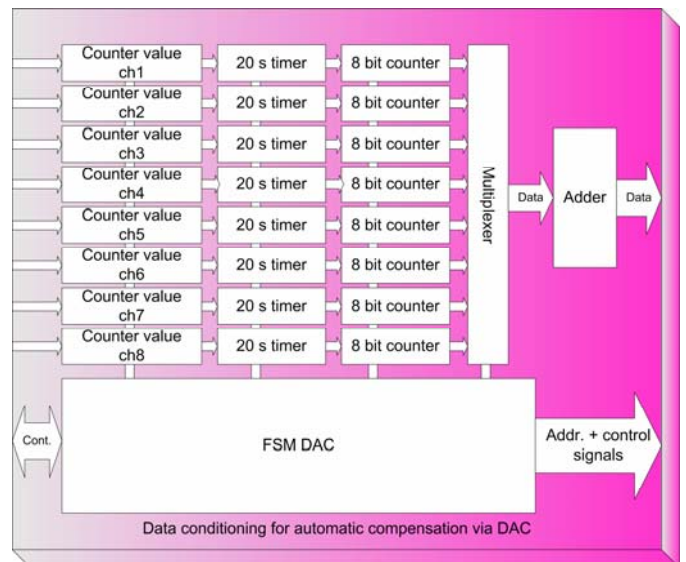 Counter value
ch1
20 s timer
8 bit counter
Counter value
ch2
20 s timer
8 bit counter
Counter value
ch3
20 s timer
8 bit counter
Counter value
ch4
20 s timer
8 bit counter
Counter value
ch5
20 s timer
8 bit counter
Counter value
ch6
20 s timer
8 bit counter
Counter value
ch7
20 s timer
8 bit counter
Counter value
ch8
20 s timer
8 bit counter
Multiplexer
Data
Adder
Data
Cont.
FSM DAC
Addr. + control
signals
Data conditioning for automatic compensation via DAC